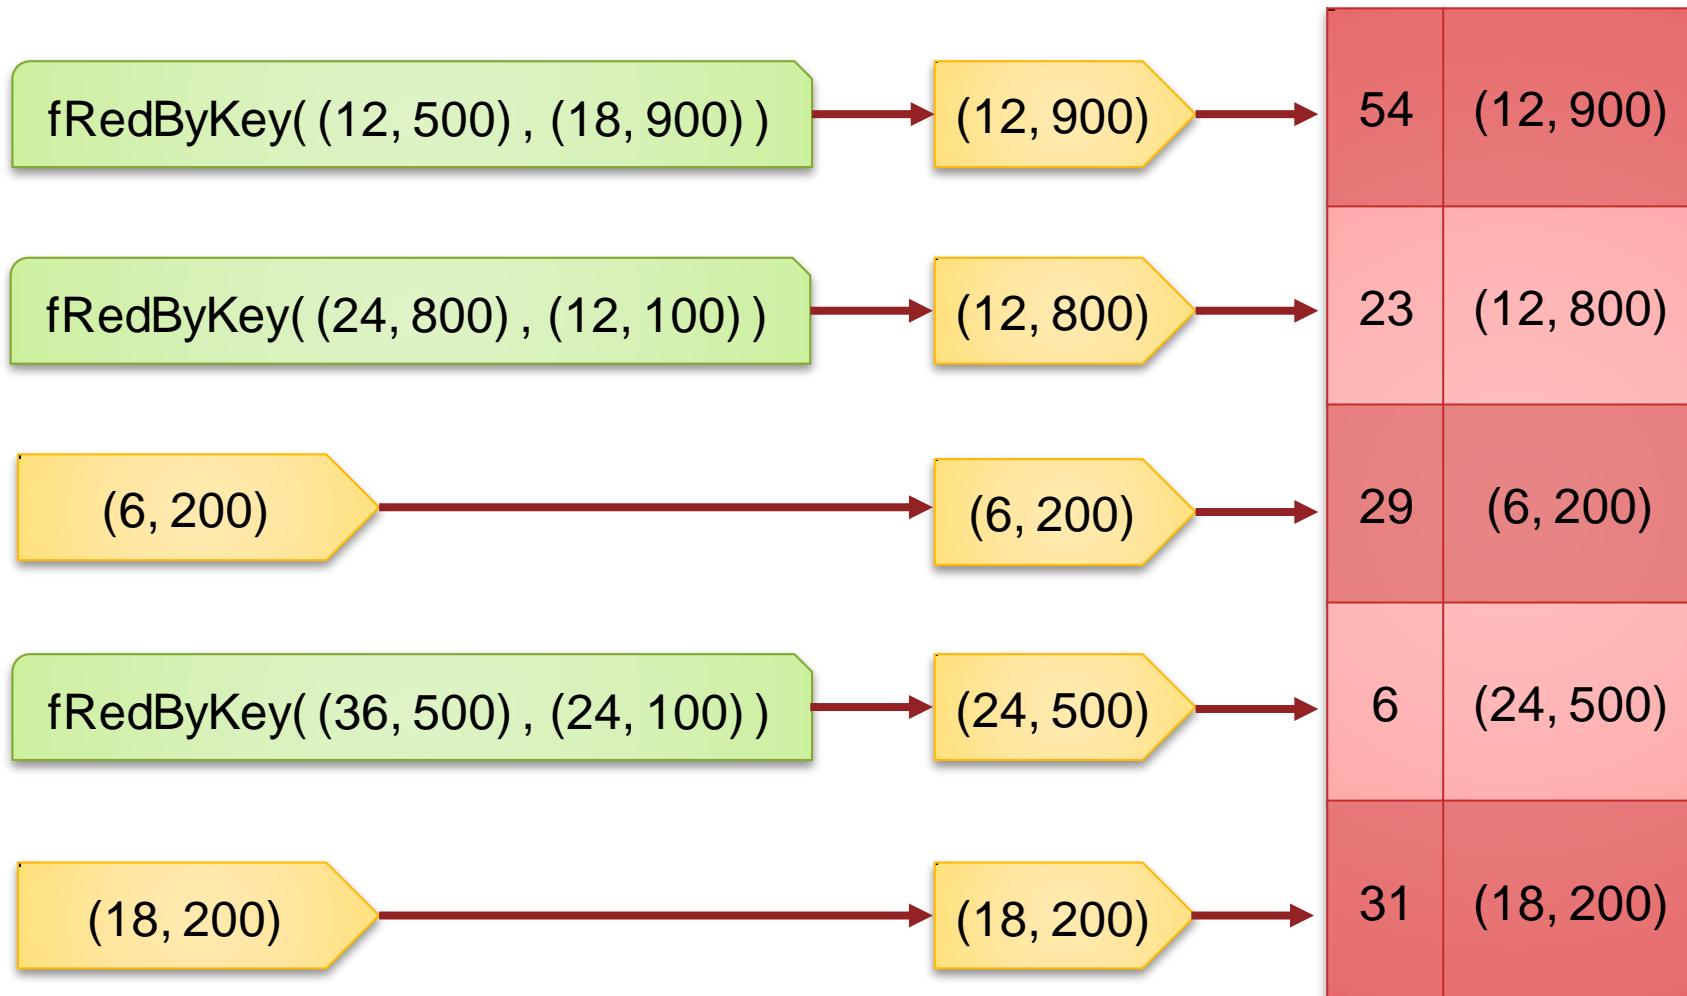 fRedByKey( (12, 500) , (18, 900) ) (12, 900) 54 (12, 900)
fRedByKey( (24, 800) , (12, 100) ) (12, 800) 23 (12, 800)
(6, 200) (6, 200) 29 (6, 200)
fRedByKey( (36, 500) , (24, 100) ) (24, 500) 6 (24, 500)
(18, 200) (18, 200) 31 (18, 200)